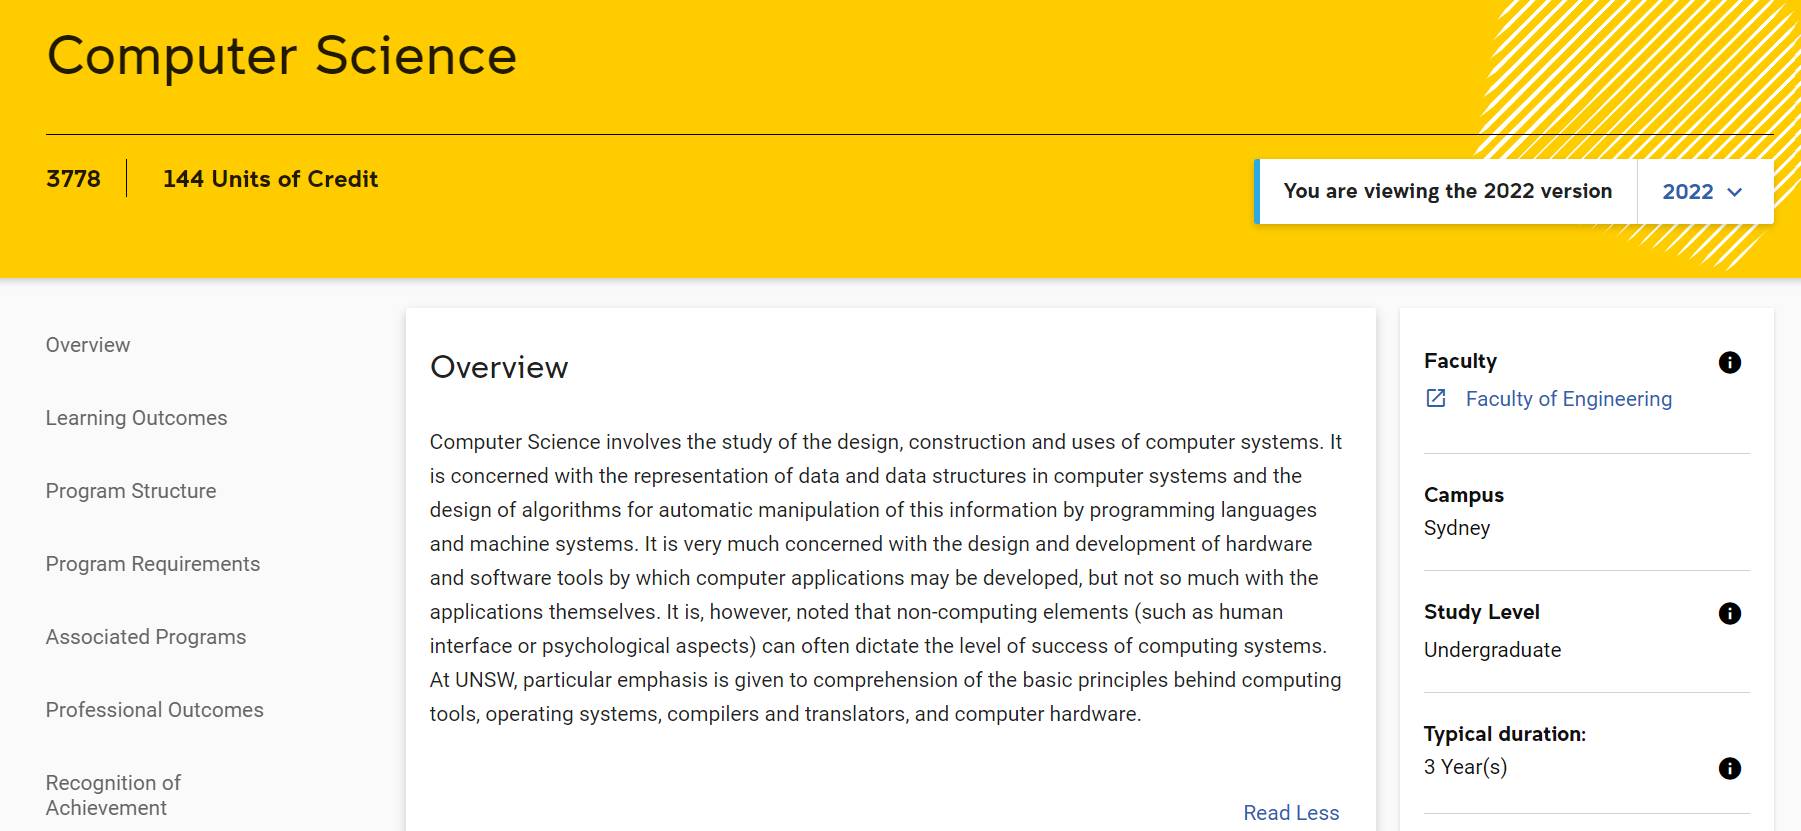 Computer Science
3778
144 Units of Credit
You are viewing the 2022 version
2022
Overview
Learning Outcomes
Program Structure
Program Requirements
Associated Programs
Professional Outcomes
Recognition of
Achievement
Overview
Computer Science involves the study of the design, construction and uses of computer systems. It
is concerned with the representation of data and data structures in computer systems and the
design of algorithms for automatic manipulation of this information by programming languages
and machine systems. It is very much concerned with the design and development of hardware
and software tools by which computer applications may be developed, but not so much with the
applications themselves. It is, however, noted that non-computing elements (such as human
interface or psychological aspects) can often dictate the level of success of computing systems.
At UNSW, particular emphasis is given to comprehension of the basic principles behind computing
tools, operating systems, compilers and translators, and computer hardware.
Read Less
Faculty
Faculty of Engineering
Campus
Sydney
Study Level
Undergraduate
Typical duration:
3 Year(s)